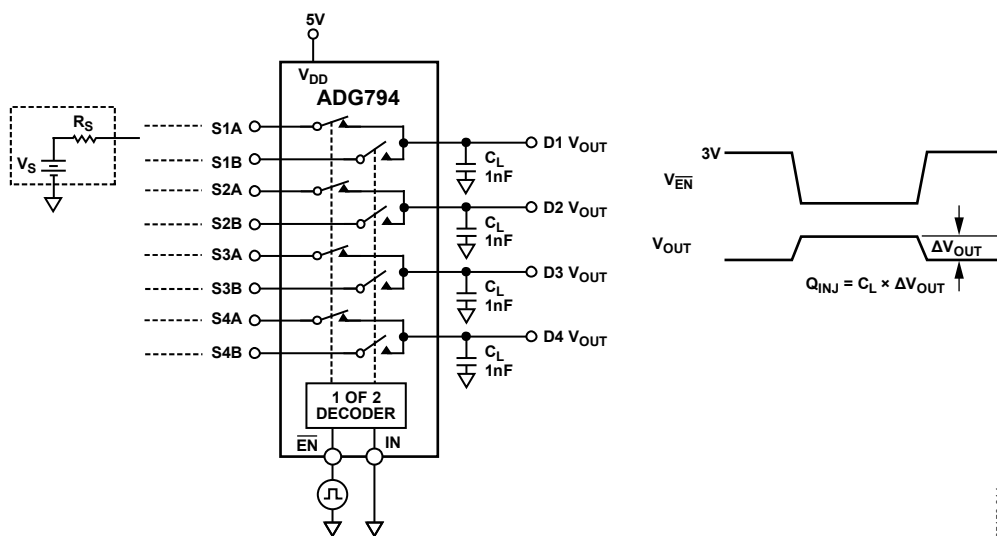 5V
VDD
ADG794
RS
VS
S1A
S1B
S2A
S2B
S3A
S3B
S4A
S4B
D1 VOUT
CL
1nF
D2 VOUT
CL
1nF
D3 VOUT
CL
1nF
D4 VOUT
CL
1nF
1 OF 2
DECODER
EN
IN
3V
VEN
VOUT
ΔVOUT
QINJ = CL × ΔVOUT